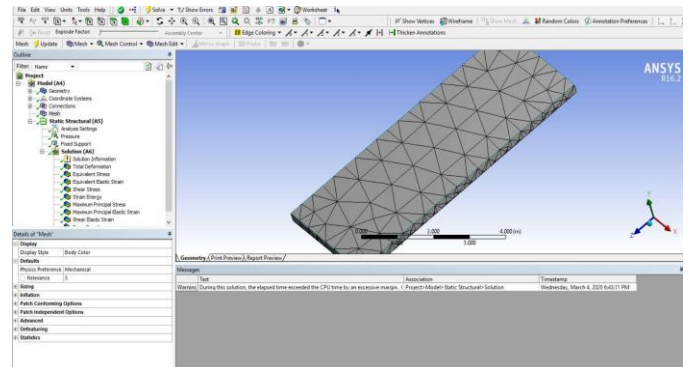 File Edit View Units Tools Help Solve Show Errors Worksheet
Show Vertices Wireframe Show Mesh Random Colors Annotation Preferences
Explode Factor: Assembly Center Edge Coloring Thicken Annotations
Mesh Update Mesh Mesh Control Mesh Edit Metric Graph
Outline
Filter: Name
Project
Model (A4)
Geometry
Coordinate Systems
Connections
Mesh
Static Structural (A5)
Analysis Settings
Pressure
Fixed Support
Solution (A6)
Solution Information
Total Deformation
Equivalent Stress
Equivalent Elastic Strain
Shear Stress
Strain Energy
Maximum Principal Stress
Maximum Principal Elastic Strain
Shear Elastic Strain
ANSYS
R16.2
0.000 2.000 4.000 (m)
3.000
Geometry Print Preview Report Preview
Details of "Mesh"
Display
Display Style Body Color
Defaults
Physics Preference Mechanical
Relevance 5
Sizing
Inflation
Patch Conforming Options
Patch Independent Options
Advanced
Defeaturing
Statistics
Messages
Text Association Timestamp
Warning During this solution, the elapsed time exceeded the CPU time by an excessive margin. Project>Model>Static Structural>Solution Wednesday, March 4, 2020 6:43:11 PM